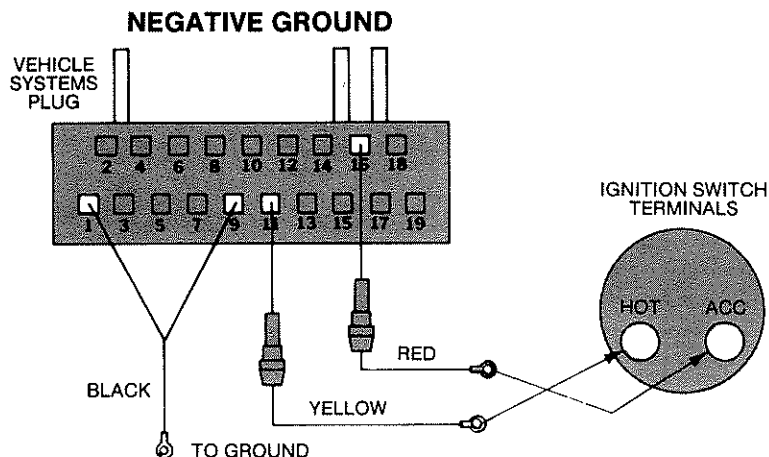 NEGATIVE GROUND
VEHICLE
SYSTEMS
PLUG
2 4 6 8 10 12 14 16 18
1 3 5 7 9 11 13 15 17 19
IGNITION SWITCH
TERMINALS
HOT ACC
RED
BLACK
YELLOW
TO GROUND